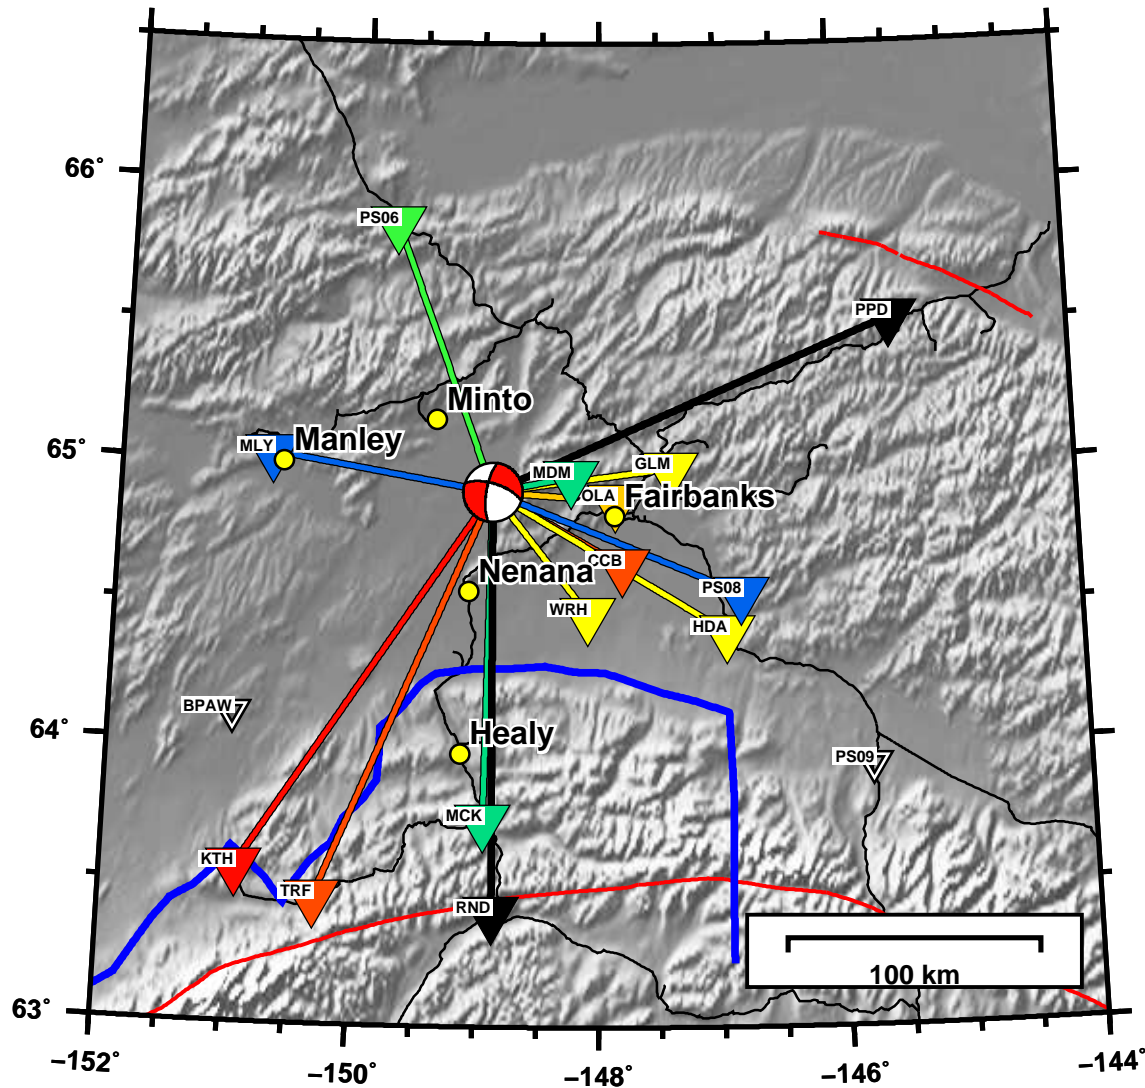 66°
PS06
PPD
Minto
65°
MLY
Manley
MDM
GLM
COLA
Fairbanks
CCB
Nenana
PS08
WRH
HDA
BPAW
64°
Healy
PS09
MCK
KTH
TRF
RND
100 km
63°
−152°
−150°
−148°
−146°
−144°